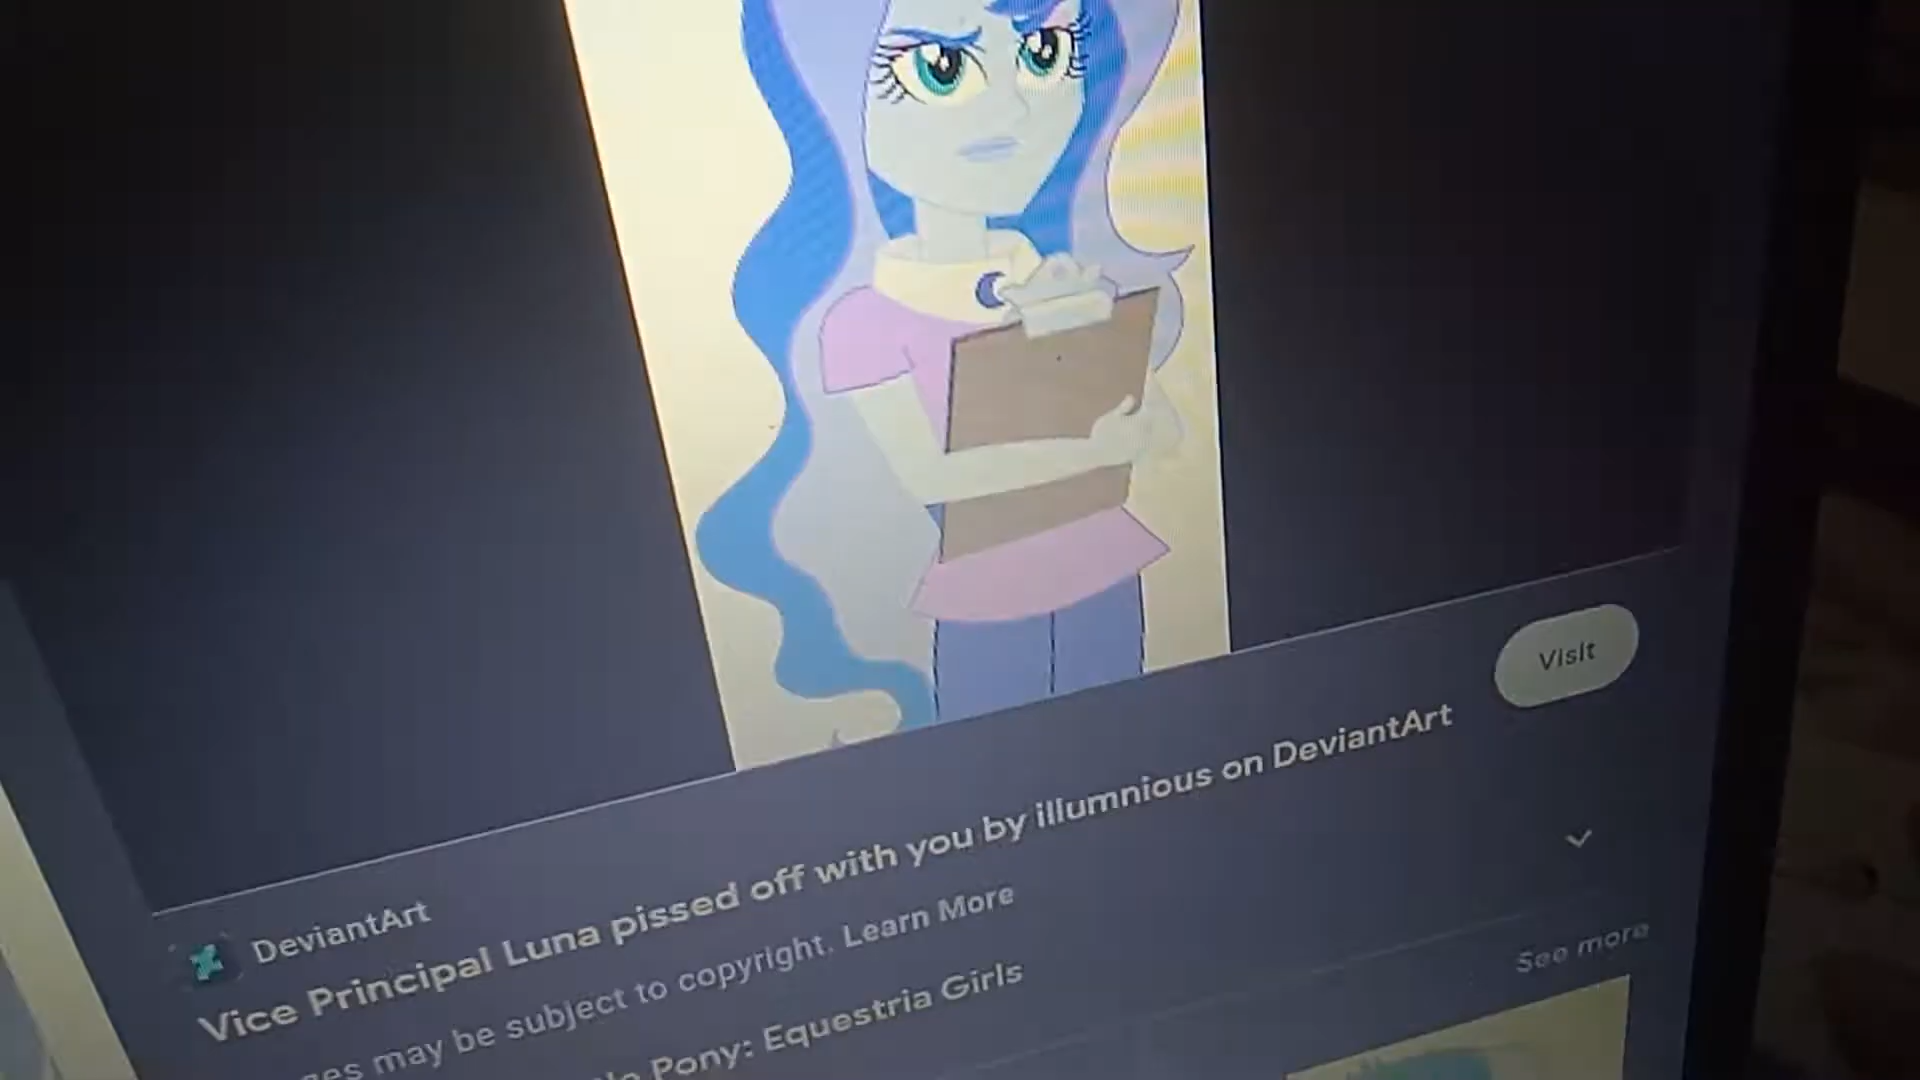 Visit
DeviantArt
Vice Principal Luna pissed off with you by illumnious on DeviantArt
may be subject to copyright. Learn More
Pony: Equestria Girls
See more